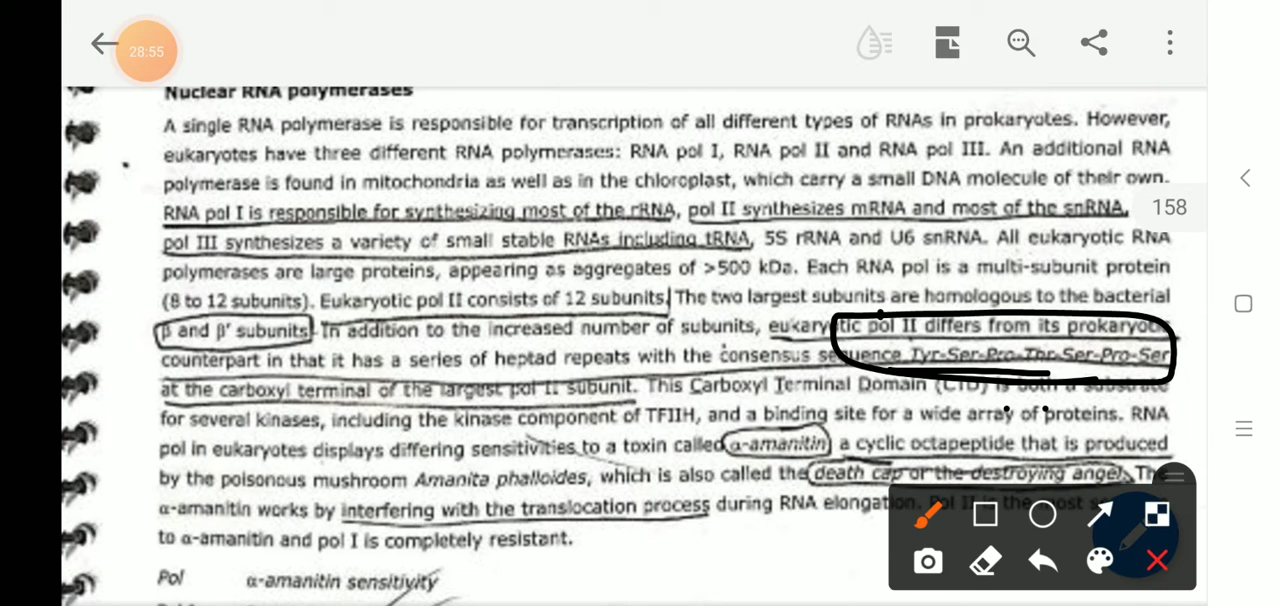 28:55
Nuclear RNA polymerases
A single RNA polymerase is responsible for transcription of all different types of RNAs in prokaryotes. However,
eukaryotes have three different RNA polymerases: RNA pol I, RNA pol II and RNA pol III. An additional RNA
polymerase is found in mitochondria as well as in the chloroplast, which carry a small DNA molecule of their own.
RNA pol I is responsible for synthesizing most of the rRNA, pol II synthesizes mRNA and most of the snRNA.
158
pol III synthesizes a variety of small stable RNAs including tRNA, 5S rRNA and U6 snRNA. All eukaryotic RNA
polymerases are large proteins, appearing as aggregates of >500 kDa. Each RNA pol is a multi-subunit protein
(8 to 12 subunits). Eukaryotic pol II consists of 12 subunits. The two largest subunits are homologous to the bacterial
β and β' subunits. In addition to the increased number of subunits, eukaryotic pol II differs from its prokaryotic
counterpart in that it has a series of heptad repeats with the consensus sequence Tyr-Ser-Pro-Thr-Ser-Pro-Ser
at the carboxyl terminal of the largest pol II subunit. This Carboxyl Terminal Domain (CTD) is both a substrate
for several kinases, including the kinase component of TFIIH, and a binding site for a wide array of proteins. RNA
pol in eukaryotes displays differing sensitivities to a toxin called α-amanitin, a cyclic octapeptide that is produced
by the poisonous mushroom Amanita phalloides, which is also called the death cap or the destroying angel. The
α-amanitin works by interfering with the translocation process during RNA elongation. Pol II is the most
to α-amanitin and pol I is completely resistant.
Pol α-amanitin sensitivity